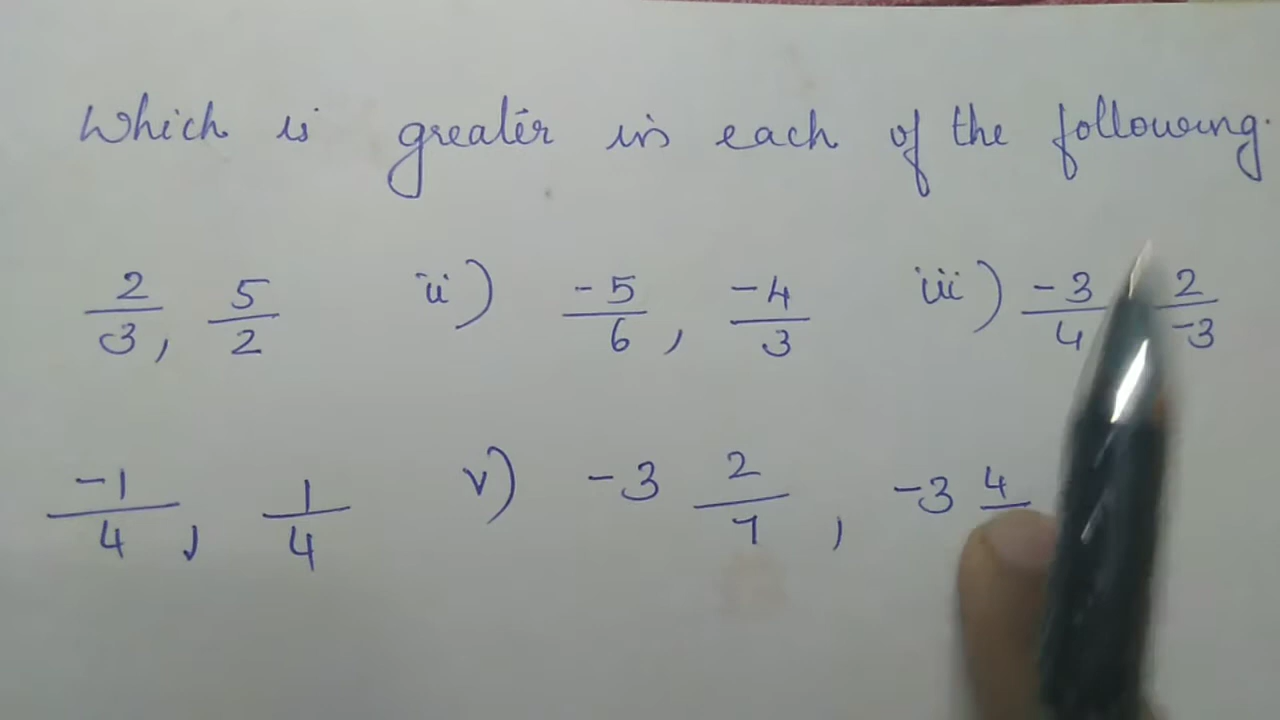 Which is greater in each of the following.
2/3, 5/2 ii) -5/6, -4/3 iii) -3/4 2/-3
-1/4, 1/4 v) -3 2/7, -3 4/